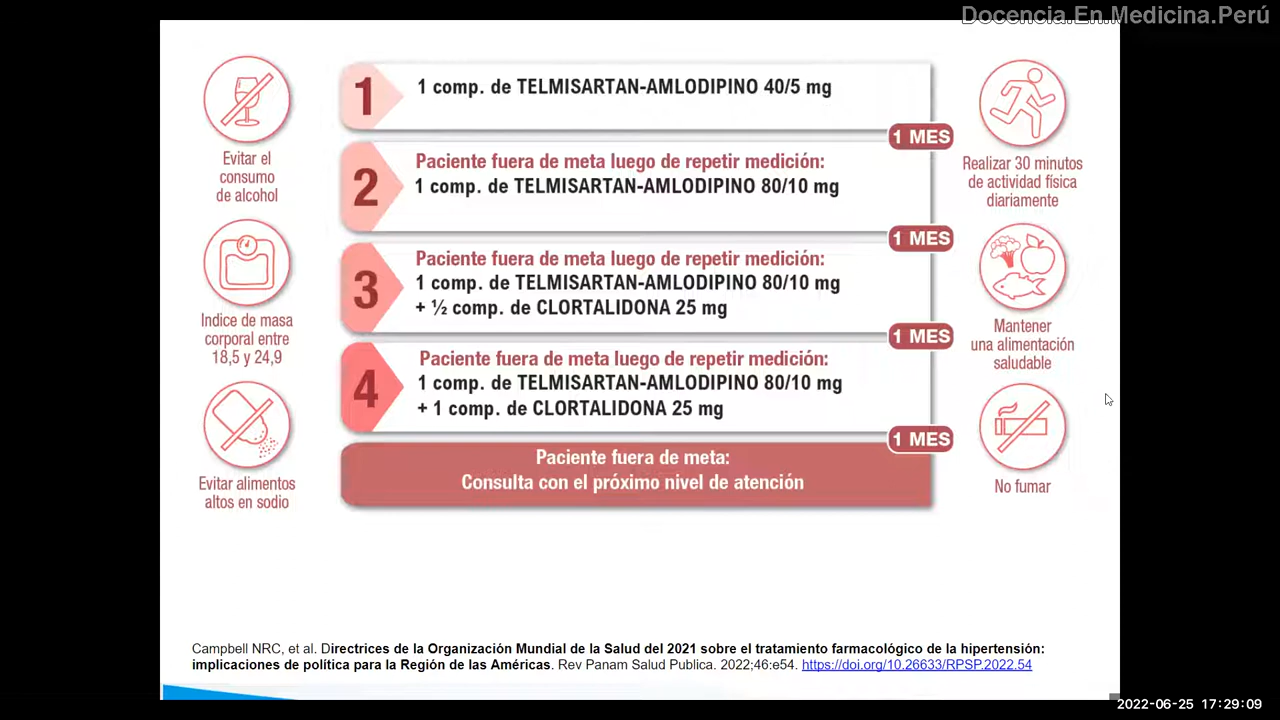 Docencia.En.Medicina.Perú
Evitar el
consumo
de alcohol
Indice de masa
corporal entre
18,5 y 24,9
Evitar alimentos
altos en sodio
1
1 comp. de TELMISARTAN-AMLODIPINO 40/5 mg
1 MES
2
Paciente fuera de meta luego de repetir medición:
1 comp. de TELMISARTAN-AMLODIPINO 80/10 mg
1 MES
3
Paciente fuera de meta luego de repetir medición:
1 comp. de TELMISARTAN-AMLODIPINO 80/10 mg
+ ½ comp. de CLORTALIDONA 25 mg
1 MES
4
Paciente fuera de meta luego de repetir medición:
1 comp. de TELMISARTAN-AMLODIPINO 80/10 mg
+ 1 comp. de CLORTALIDONA 25 mg
1 MES
Paciente fuera de meta:
Consulta con el próximo nivel de atención
Realizar 30 minutos
de actividad física
diariamente
Mantener
una alimentación
saludable
No fumar
Campbell NRC, et al. Directrices de la Organización Mundial de la Salud del 2021 sobre el tratamiento farmacológico de la hipertensión:
implicaciones de política para la Región de las Américas. Rev Panam Salud Publica. 2022;46:e54. https://doi.org/10.26633/RPSP.2022.54
2022-06-25 17:29:09